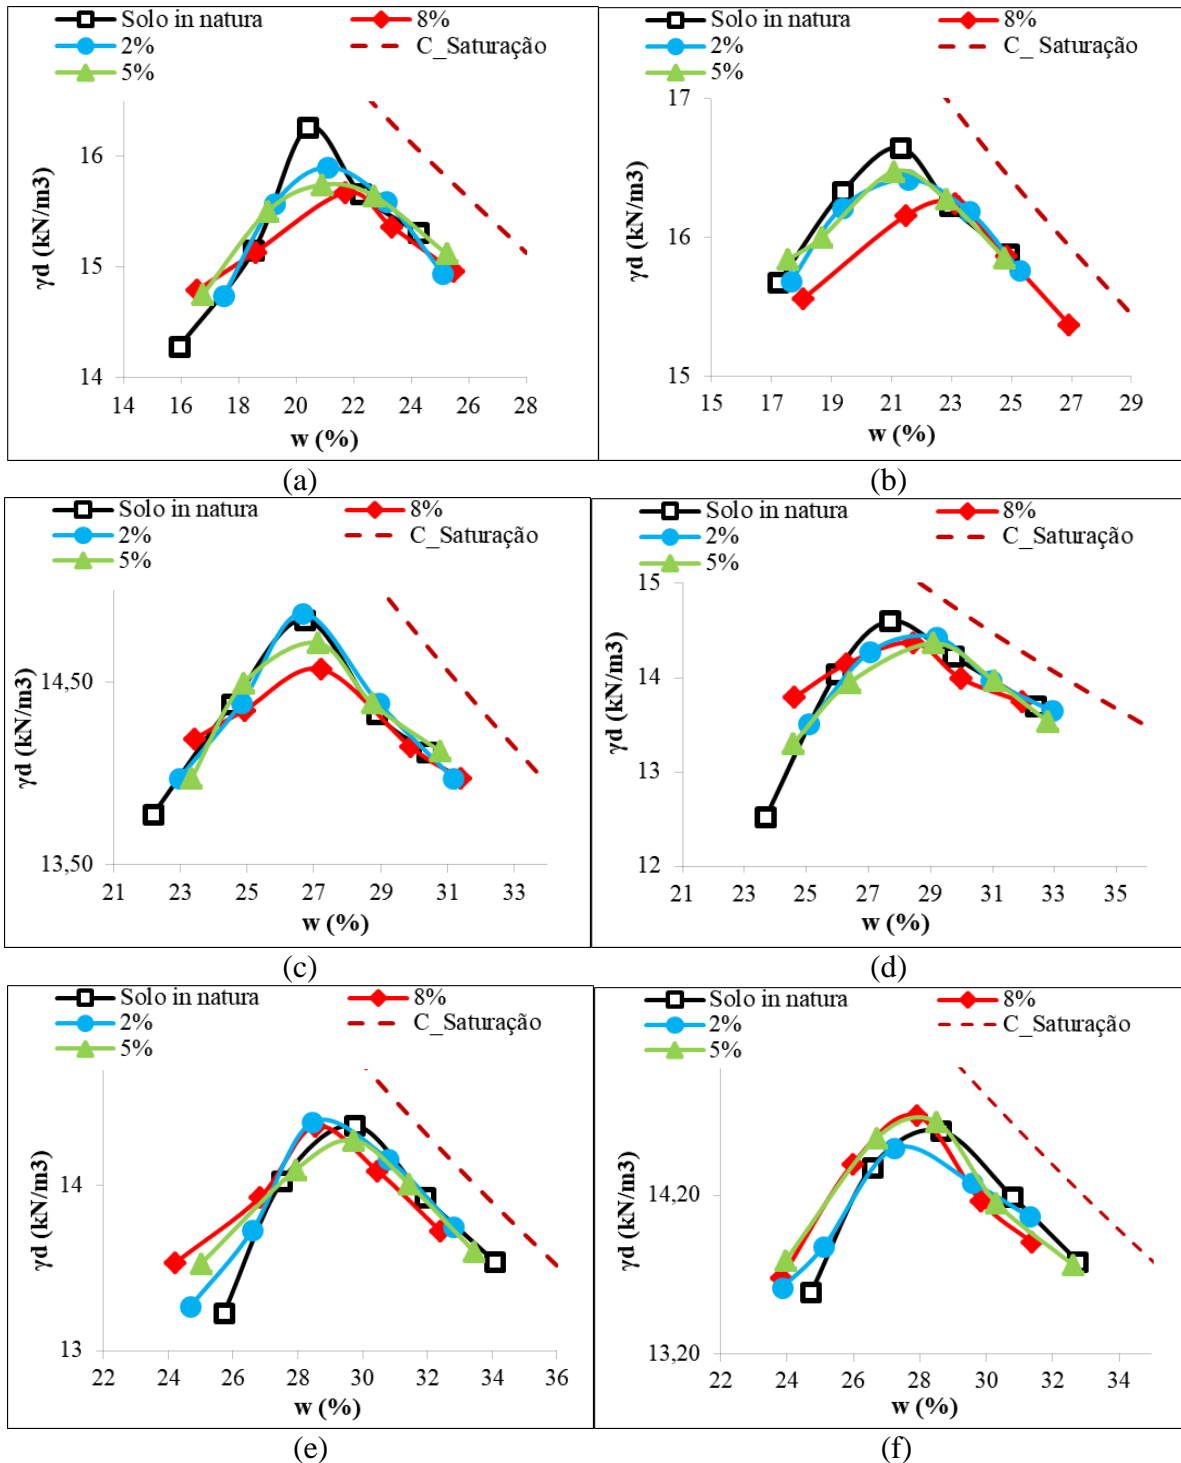 Solo in natura
8%
2%
C_Saturação
5%
γd (kN/m3)
16
15
14
14 16 18 20 22 24 26 28
w (%)
(a)
Solo in natura
8%
2%
C_ Saturação
5%
γd (kN/m3)
17
16
15
15 17 19 21 23 25 27 29
w (%)
(b)
Solo in natura
8%
2%
C_Saturação
5%
γd (kN/m3)
14,50
13,50
21 23 25 27 29 31 33
w (%)
(c)
Solo in natura
8%
2%
C_Saturação
5%
γd (kN/m3)
15
14
13
12
21 23 25 27 29 31 33 35
w (%)
(d)
Solo in natura
8%
2%
C_Saturação
5%
γd (kN/m3)
14
13
22 24 26 28 30 32 34 36
w (%)
(e)
Solo in natura
8%
2%
C_Saturação
5%
γd (kN/m3)
14,20
13,20
22 24 26 28 30 32 34
w (%)
(f)